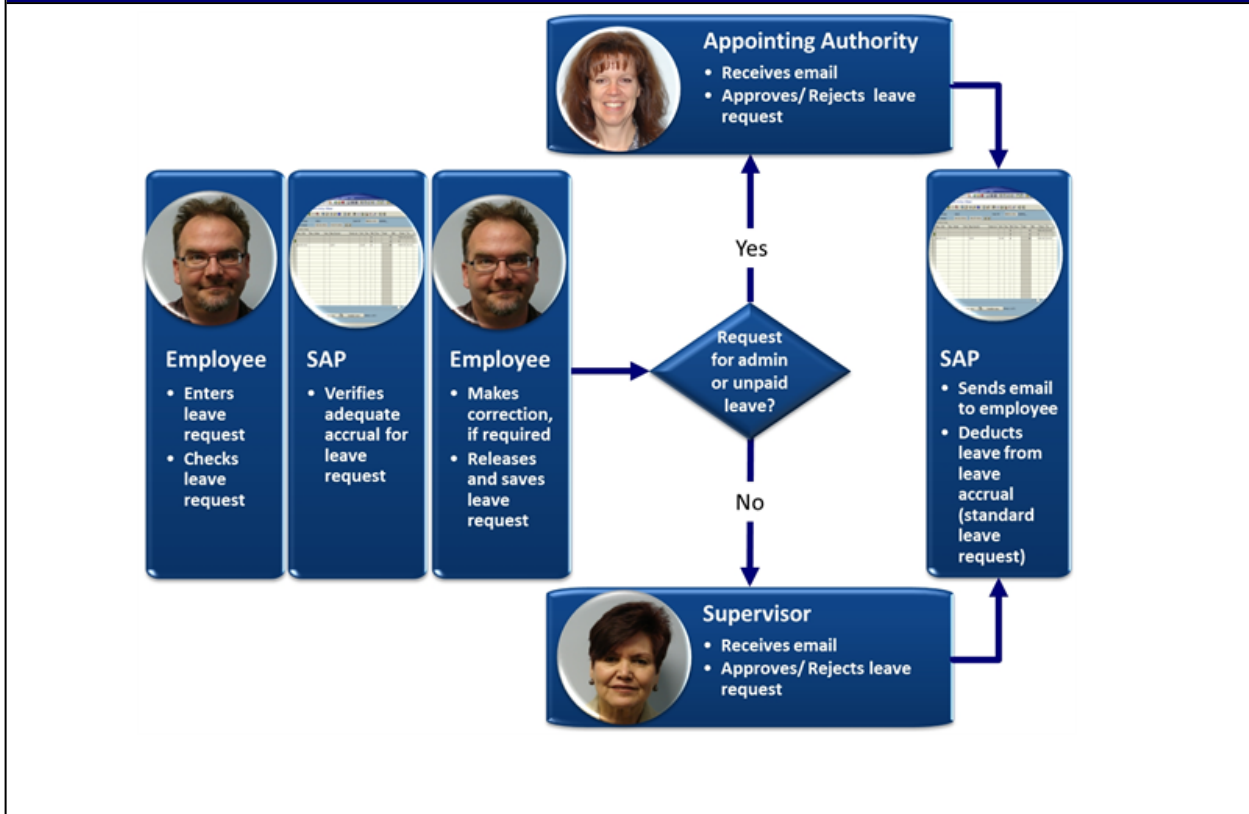 Appointing Authority
• Receives email
• Approves/ Rejects leave
request
Employee
• Enters
leave
request
• Checks
leave
request
SAP
• Verifies
adequate
accrual for
leave
request
Employee
• Makes
correction,
if required
• Releases
and saves
leave
request
Yes
Request
for admin
or unpaid
leave?
No
Supervisor
• Receives email
• Approves/ Rejects leave
request
SAP
• Sends email
to employee
• Deducts
leave from
leave
accrual
(standard
leave
request)